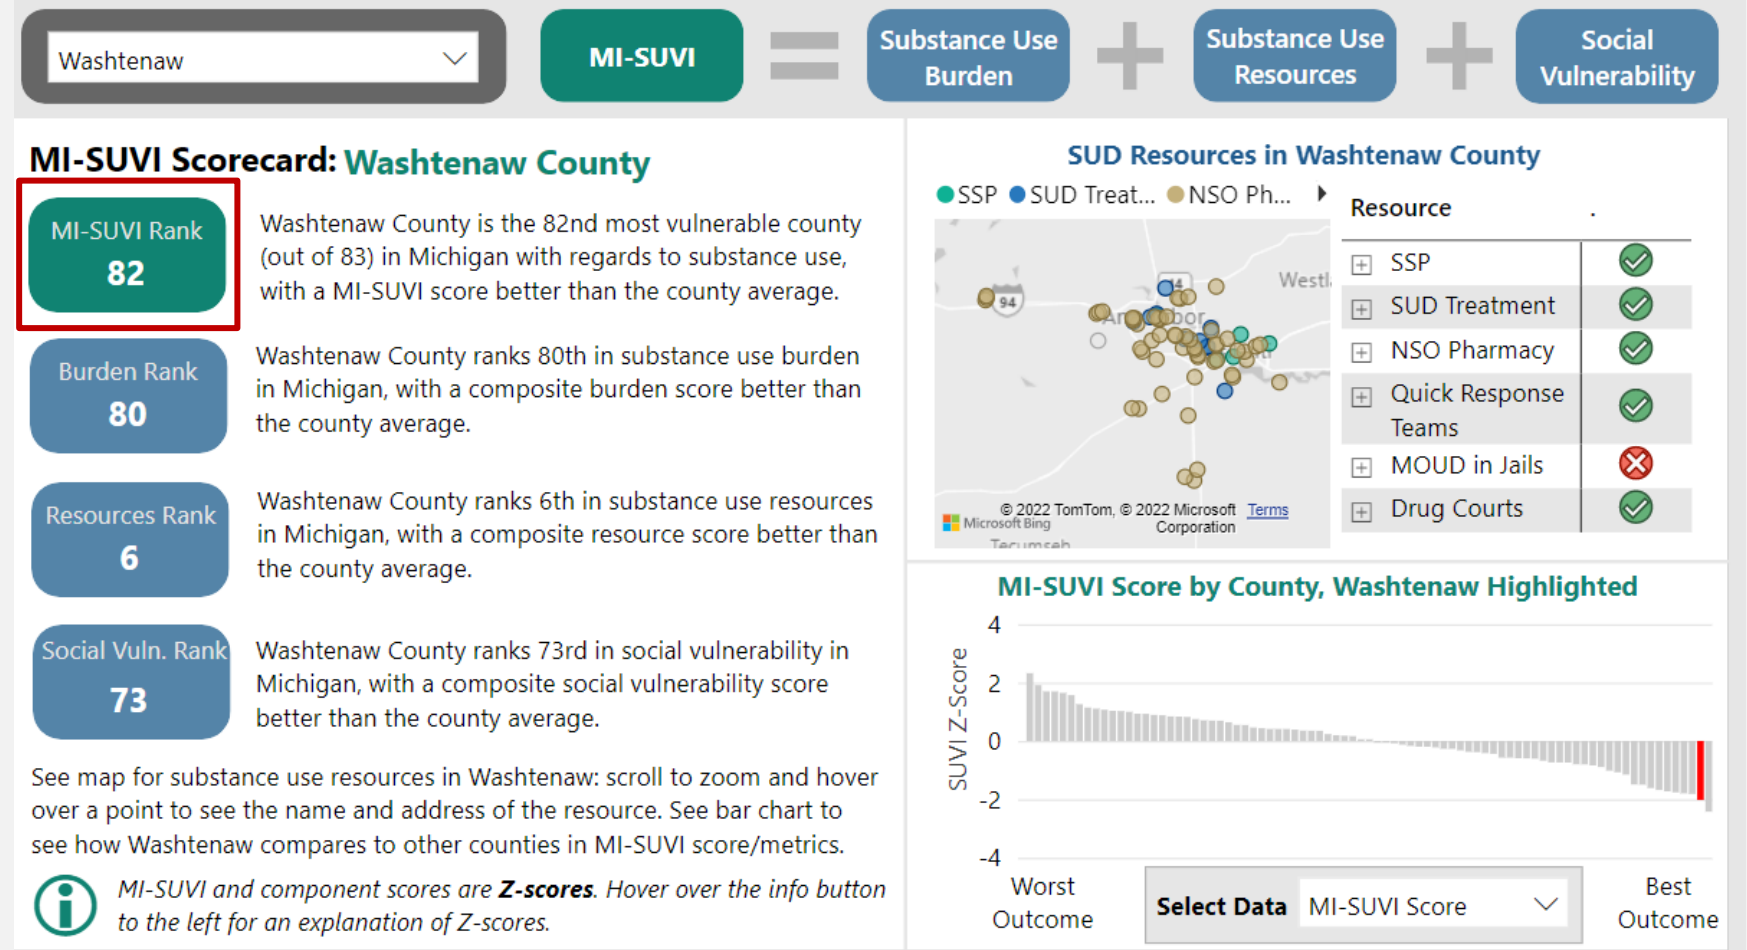 Washtenaw
MI-SUVI
Substance Use
Burden
Substance Use
Resources
Social
Vulnerability
MI-SUVI Scorecard: Washtenaw County
MI-SUVI Rank
82
Washtenaw County is the 82nd most vulnerable county
(out of 83) in Michigan with regards to substance use,
with a MI-SUVI score better than the county average.
Burden Rank
80
Washtenaw County ranks 80th in substance use burden
in Michigan, with a composite burden score better than
the county average.
Resources Rank
6
Washtenaw County ranks 6th in substance use resources
in Michigan, with a composite resource score better than
the county average.
Social Vuln. Rank
73
Washtenaw County ranks 73rd in social vulnerability in
Michigan, with a composite social vulnerability score
better than the county average.
See map for substance use resources in Washtenaw: scroll to zoom and hover
over a point to see the name and address of the resource. See bar chart to
see how Washtenaw compares to other counties in MI-SUVI score/metrics.
MI-SUVI and component scores are Z-scores. Hover over the info button
to the left for an explanation of Z-scores.
SUD Resources in Washtenaw County
SSP SUD Treat... NSO Ph...
94
Westl
© 2022 TomTom, © 2022 Microsoft Terms
Microsoft Bing Corporation
Tecumseh
Resource .
SSP
SUD Treatment
NSO Pharmacy
Quick Response
Teams
MOUD in Jails
Drug Courts
MI-SUVI Score by County, Washtenaw Highlighted
SUVI Z-Score
4
2
0
-2
-4
Worst
Outcome
Select Data MI-SUVI Score
Best
Outcome